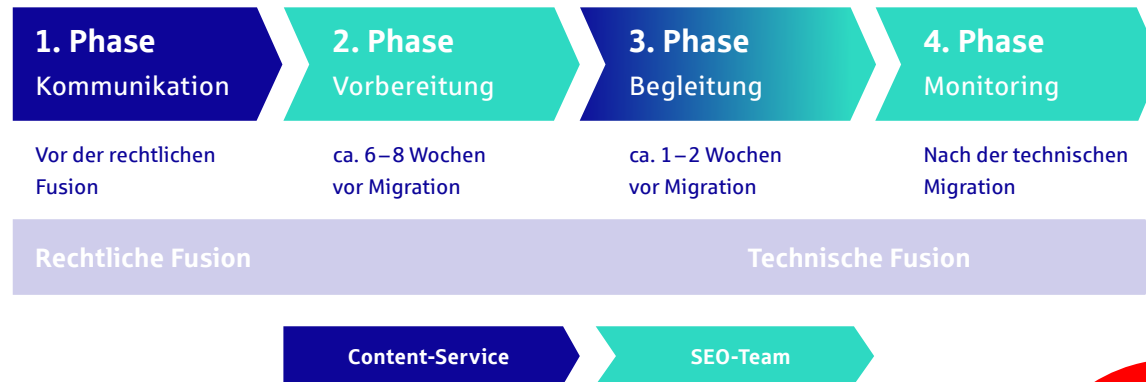 1. Phase
Kommunikation
2. Phase
Vorbereitung
3. Phase
Begleitung
4. Phase
Monitoring
Vor der rechtlichen
Fusion
ca. 6–8 Wochen
vor Migration
ca. 1–2 Wochen
vor Migration
Nach der technischen
Migration
Rechtliche Fusion
Technische Fusion
Content-Service
SEO-Team